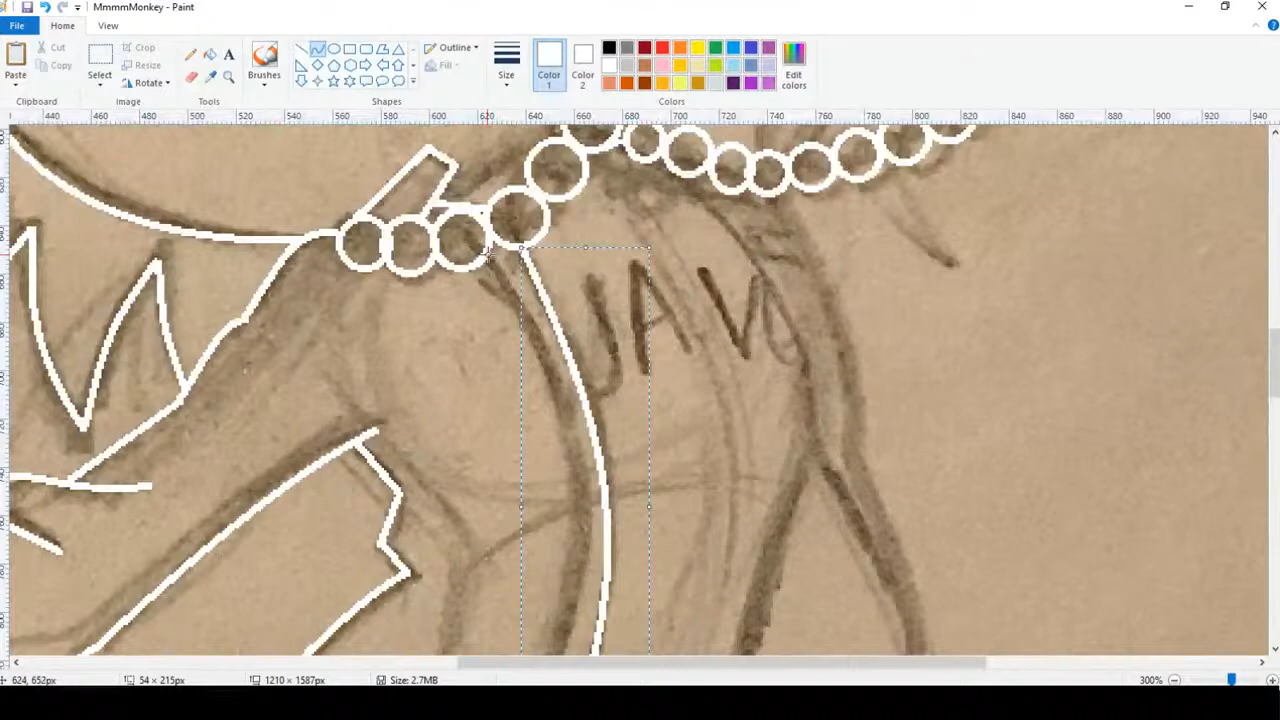 MmmmMonkey - Paint
File Home View
Paste Cut Copy
Select Crop Resize Rotate
A
Brushes
Outline Fill
Size
Color 1 Color 2
Edit colors
Clipboard Image Tools Shapes Colors
440 460 480 500 520 540 560 580 600 620 640 660 680 700 720 740 760 780 800 820 840 860 880 900 920 940
624, 652px 54 × 215px 1210 × 1587px Size: 2.7MB 300%